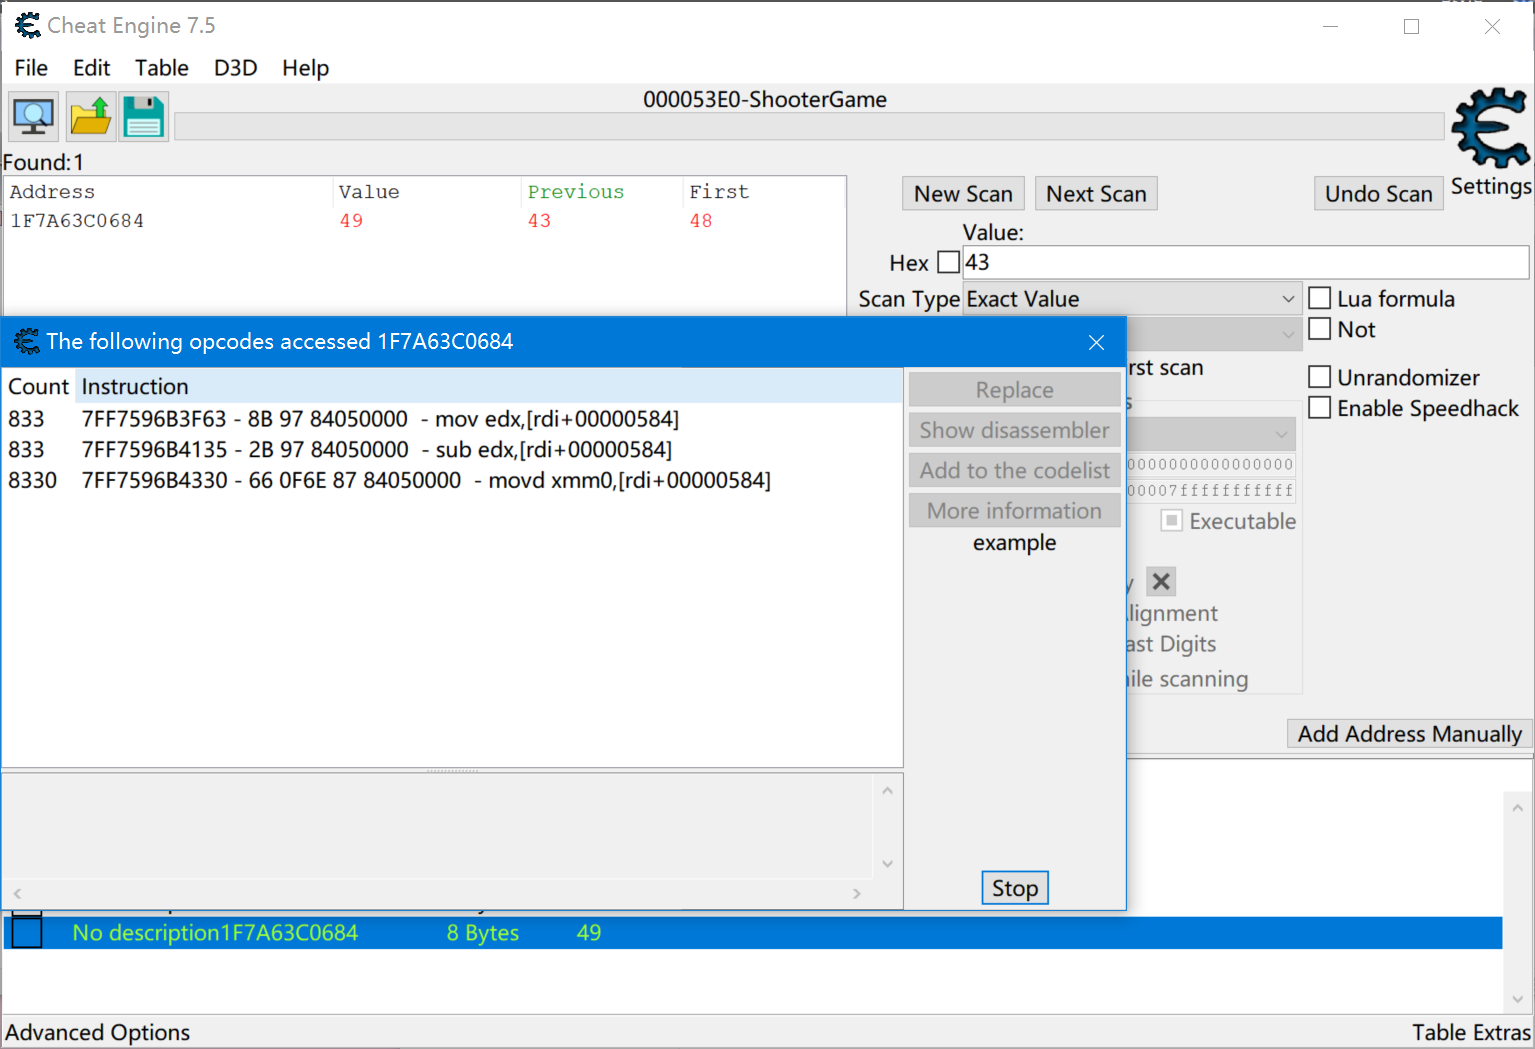 Cheat Engine 7.5
File Edit Table D3D Help
000053E0-ShooterGame
Found:1
Settings
Address Value Previous First
1F7A63C0684 49 43 48
New Scan Next Scan Undo Scan
Value:
Hex 43
Scan Type Exact Value Lua formula
Not
rst scan
Unrandomizer
Enable Speedhack
The following opcodes accessed 1F7A63C0684
Count Instruction
833 7FF7596B3F63 - 8B 97 84050000 - mov edx,[rdi+00000584]
833 7FF7596B4135 - 2B 97 84050000 - sub edx,[rdi+00000584]
8330 7FF7596B4330 - 66 0F6E 87 84050000 - movd xmm0,[rdi+00000584]
Replace
Show disassembler
Add to the codelist
More information
example
Stop
0000000000000000
00007fffffffffff
Executable
lignment
ast Digits
ile scanning
Add Address Manually
No description1F7A63C0684 8 Bytes 49
Advanced Options Table Extras